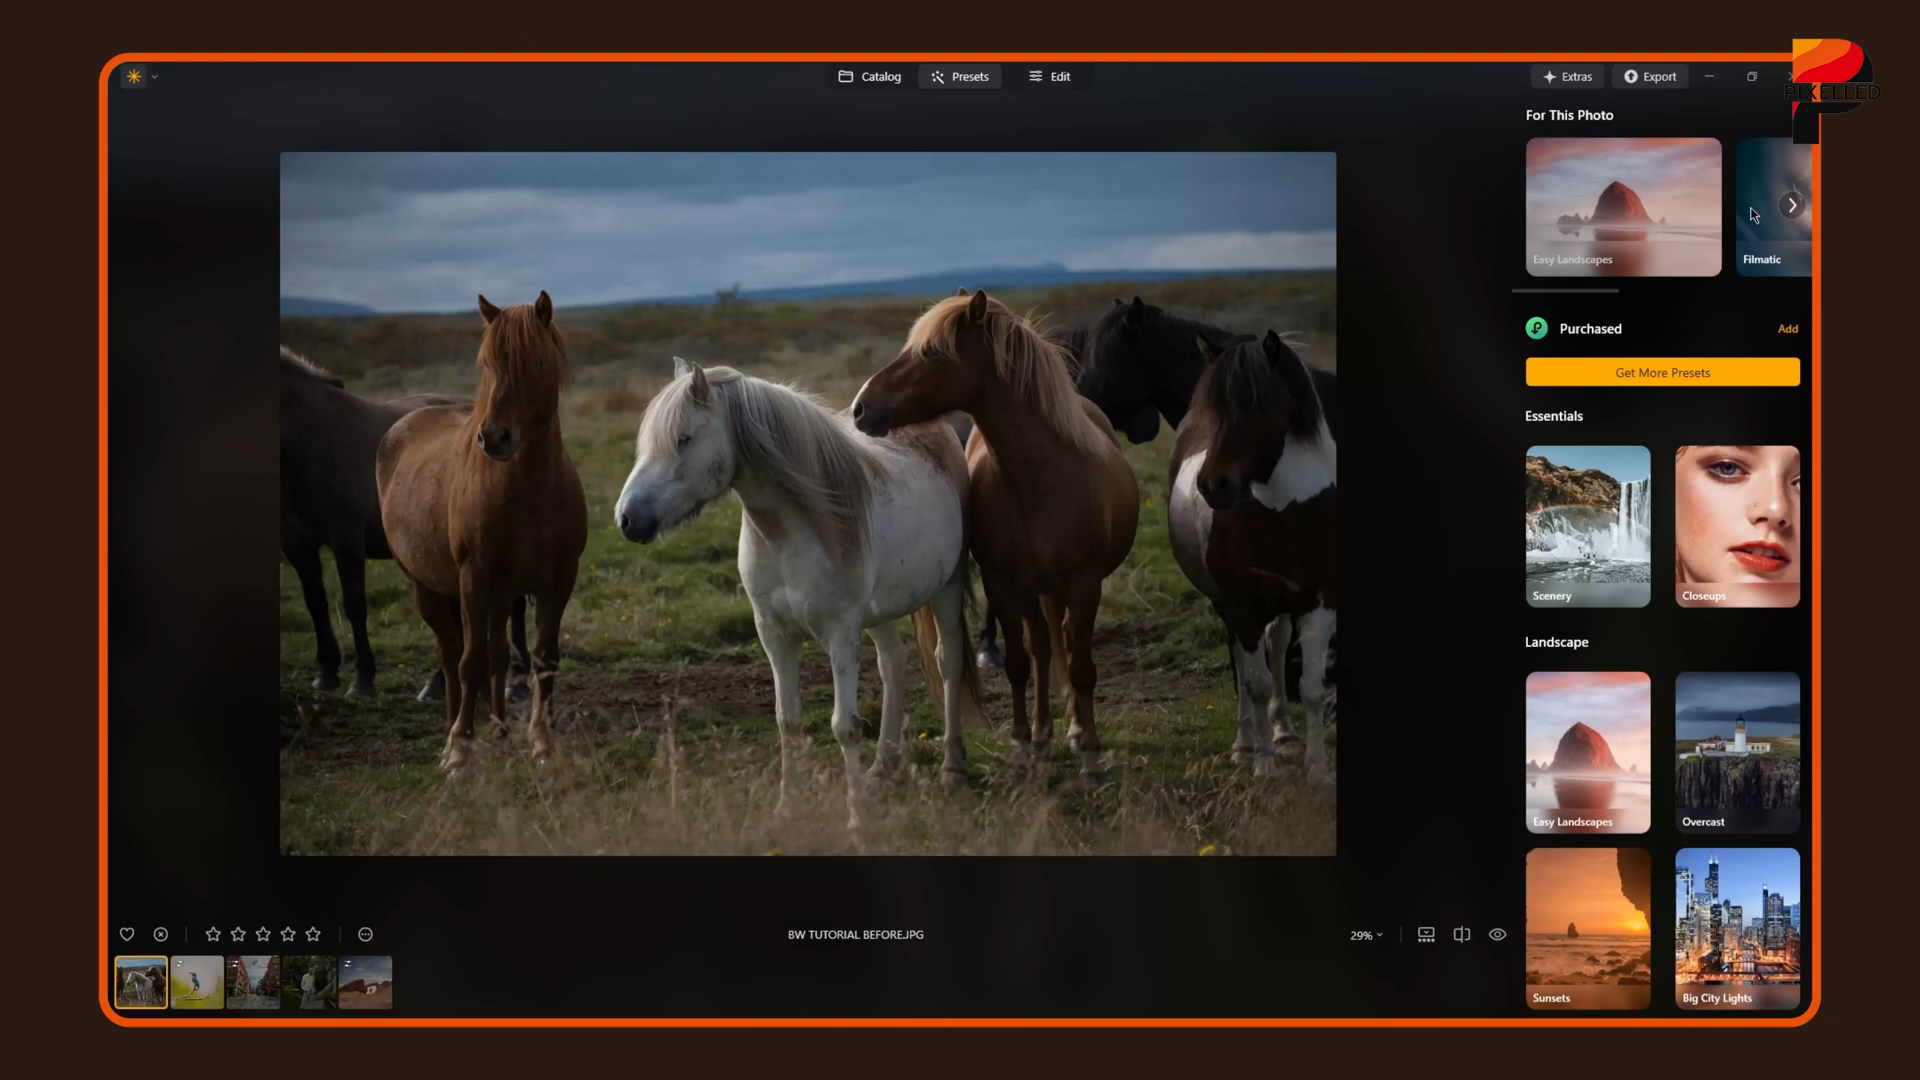 Catalog
Presets
Edit
Extras
Export
PIXELLED
For This Photo
Easy Landscapes
Filmatic
Purchased
Add
Get More Presets
Essentials
Scenery
Closeups
Landscape
Easy Landscapes
Overcast
Sunsets
Big City Lights
BW TUTORIAL BEFORE.JPG
29%